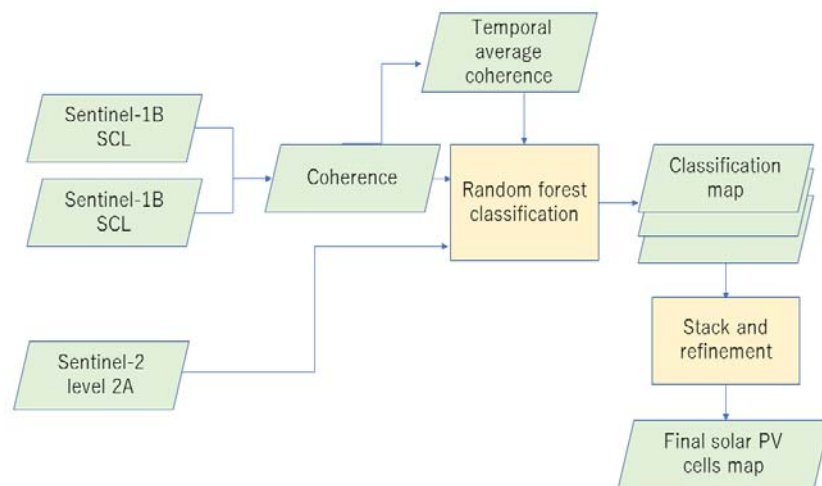 Temporal
average
coherence
Sentinel-1B
SCL
Sentinel-1B
SCL
Coherence
Random forest
classification
Classification
map
Sentinel-2
level 2A
Stack and
refinement
Final solar PV
cells map